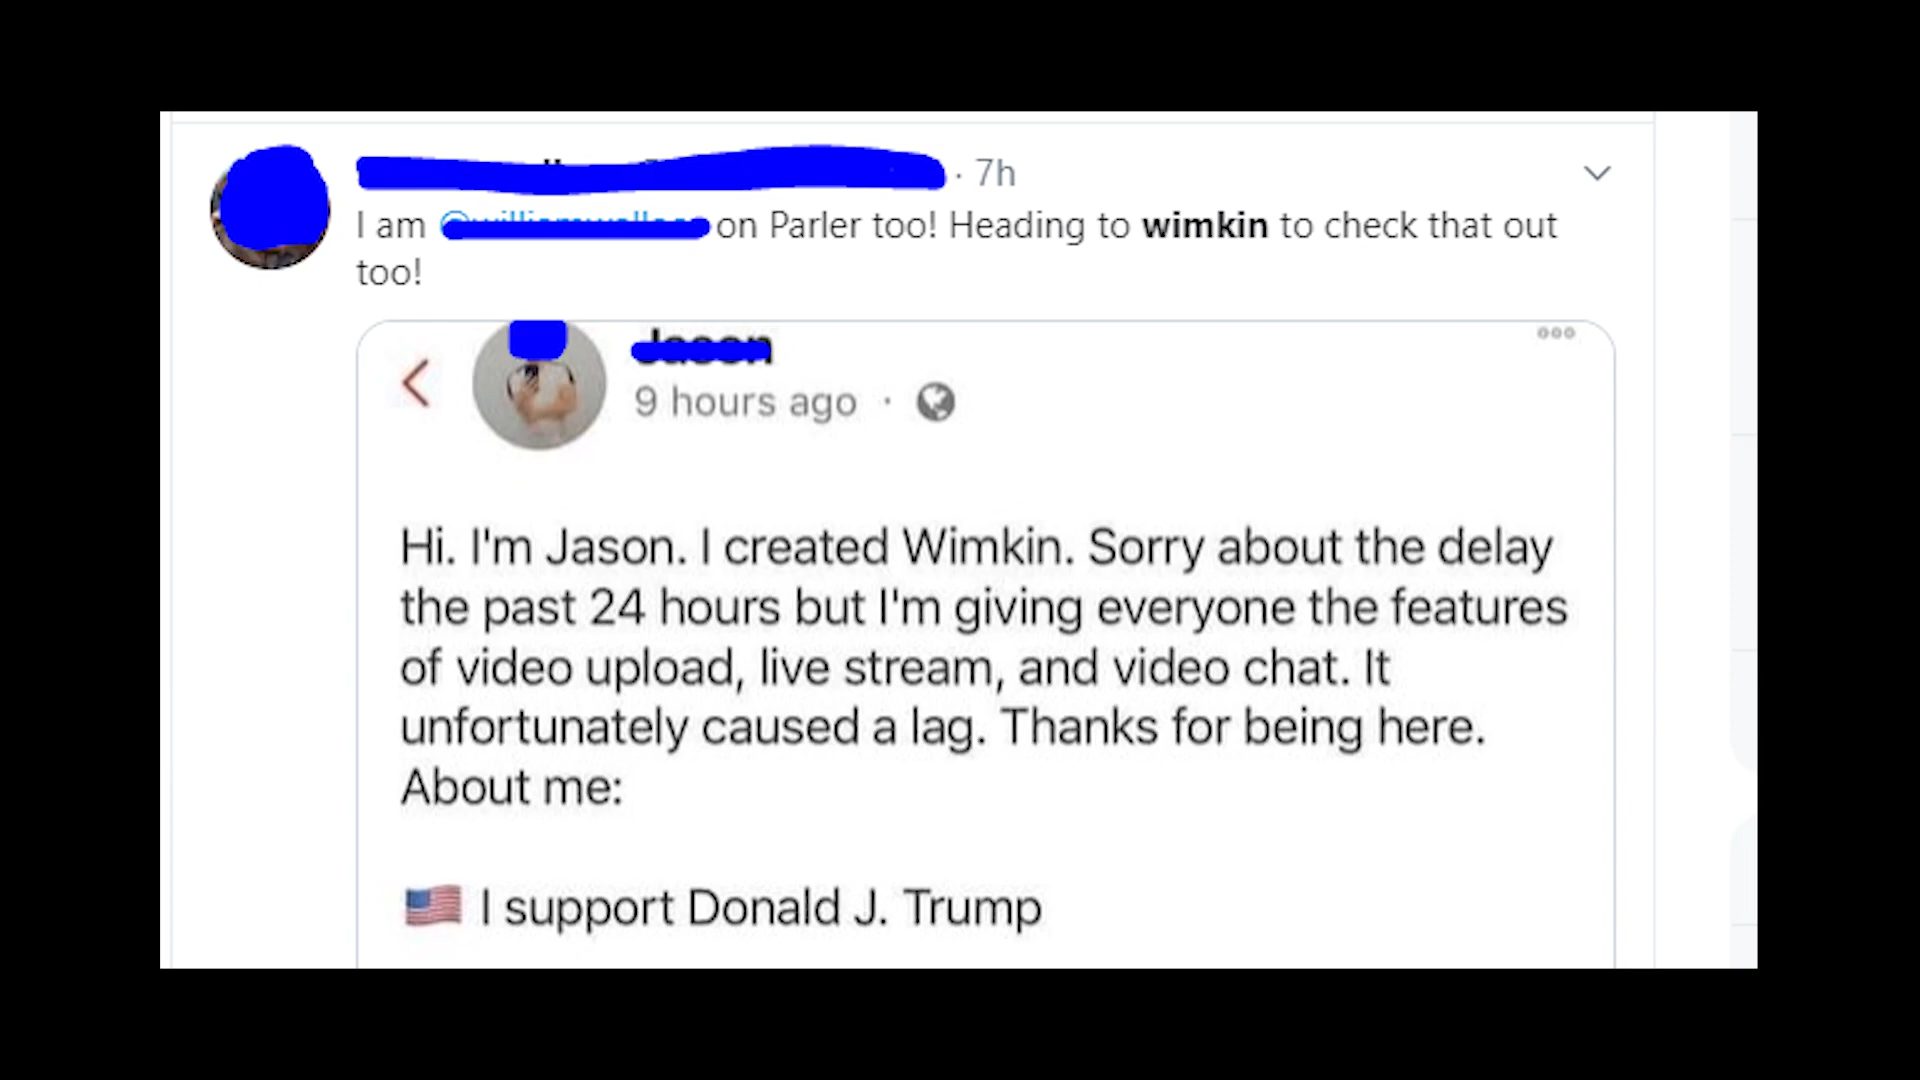 · 7h
I am on Parler too! Heading to wimkin to check that out
too!
9 hours ago ·
Hi. I'm Jason. I created Wimkin. Sorry about the delay
the past 24 hours but I'm giving everyone the features
of video upload, live stream, and video chat. It
unfortunately caused a lag. Thanks for being here.
About me:
🇺🇸 I support Donald J. Trump